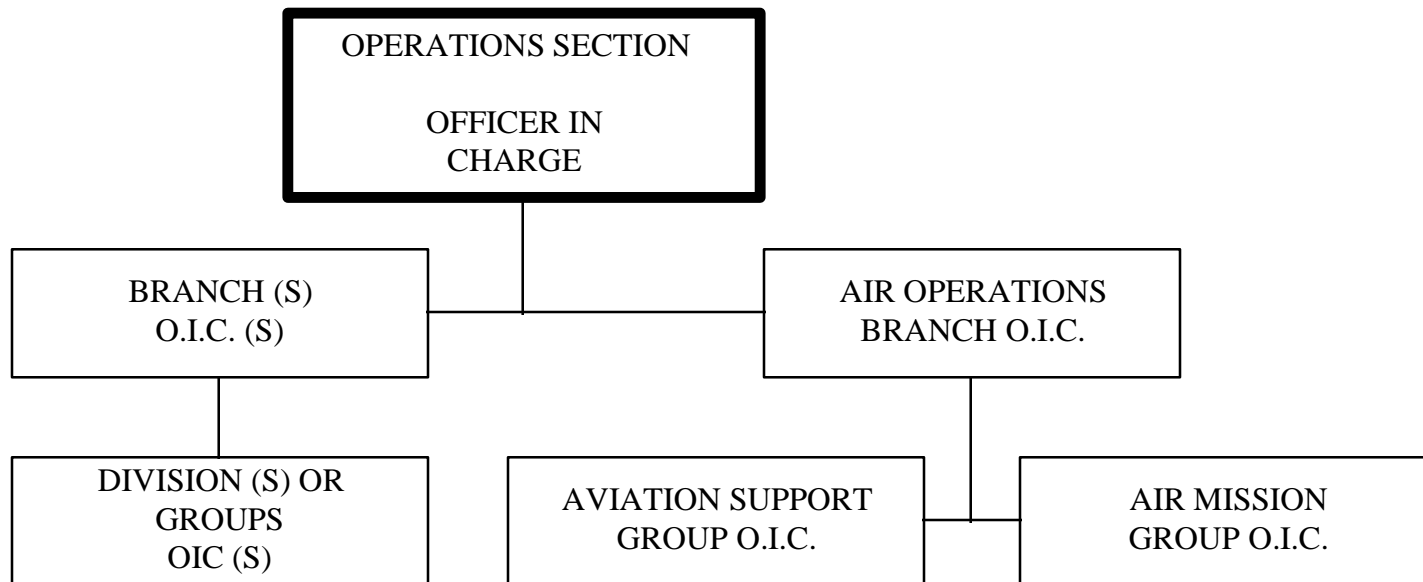 OPERATIONS SECTION
OFFICER IN
CHARGE
BRANCH (S)
O.I.C. (S)
AIR OPERATIONS
BRANCH O.I.C.
DIVISION (S) OR
GROUPS
OIC (S)
AVIATION SUPPORT
GROUP O.I.C.
AIR MISSION
GROUP O.I.C.